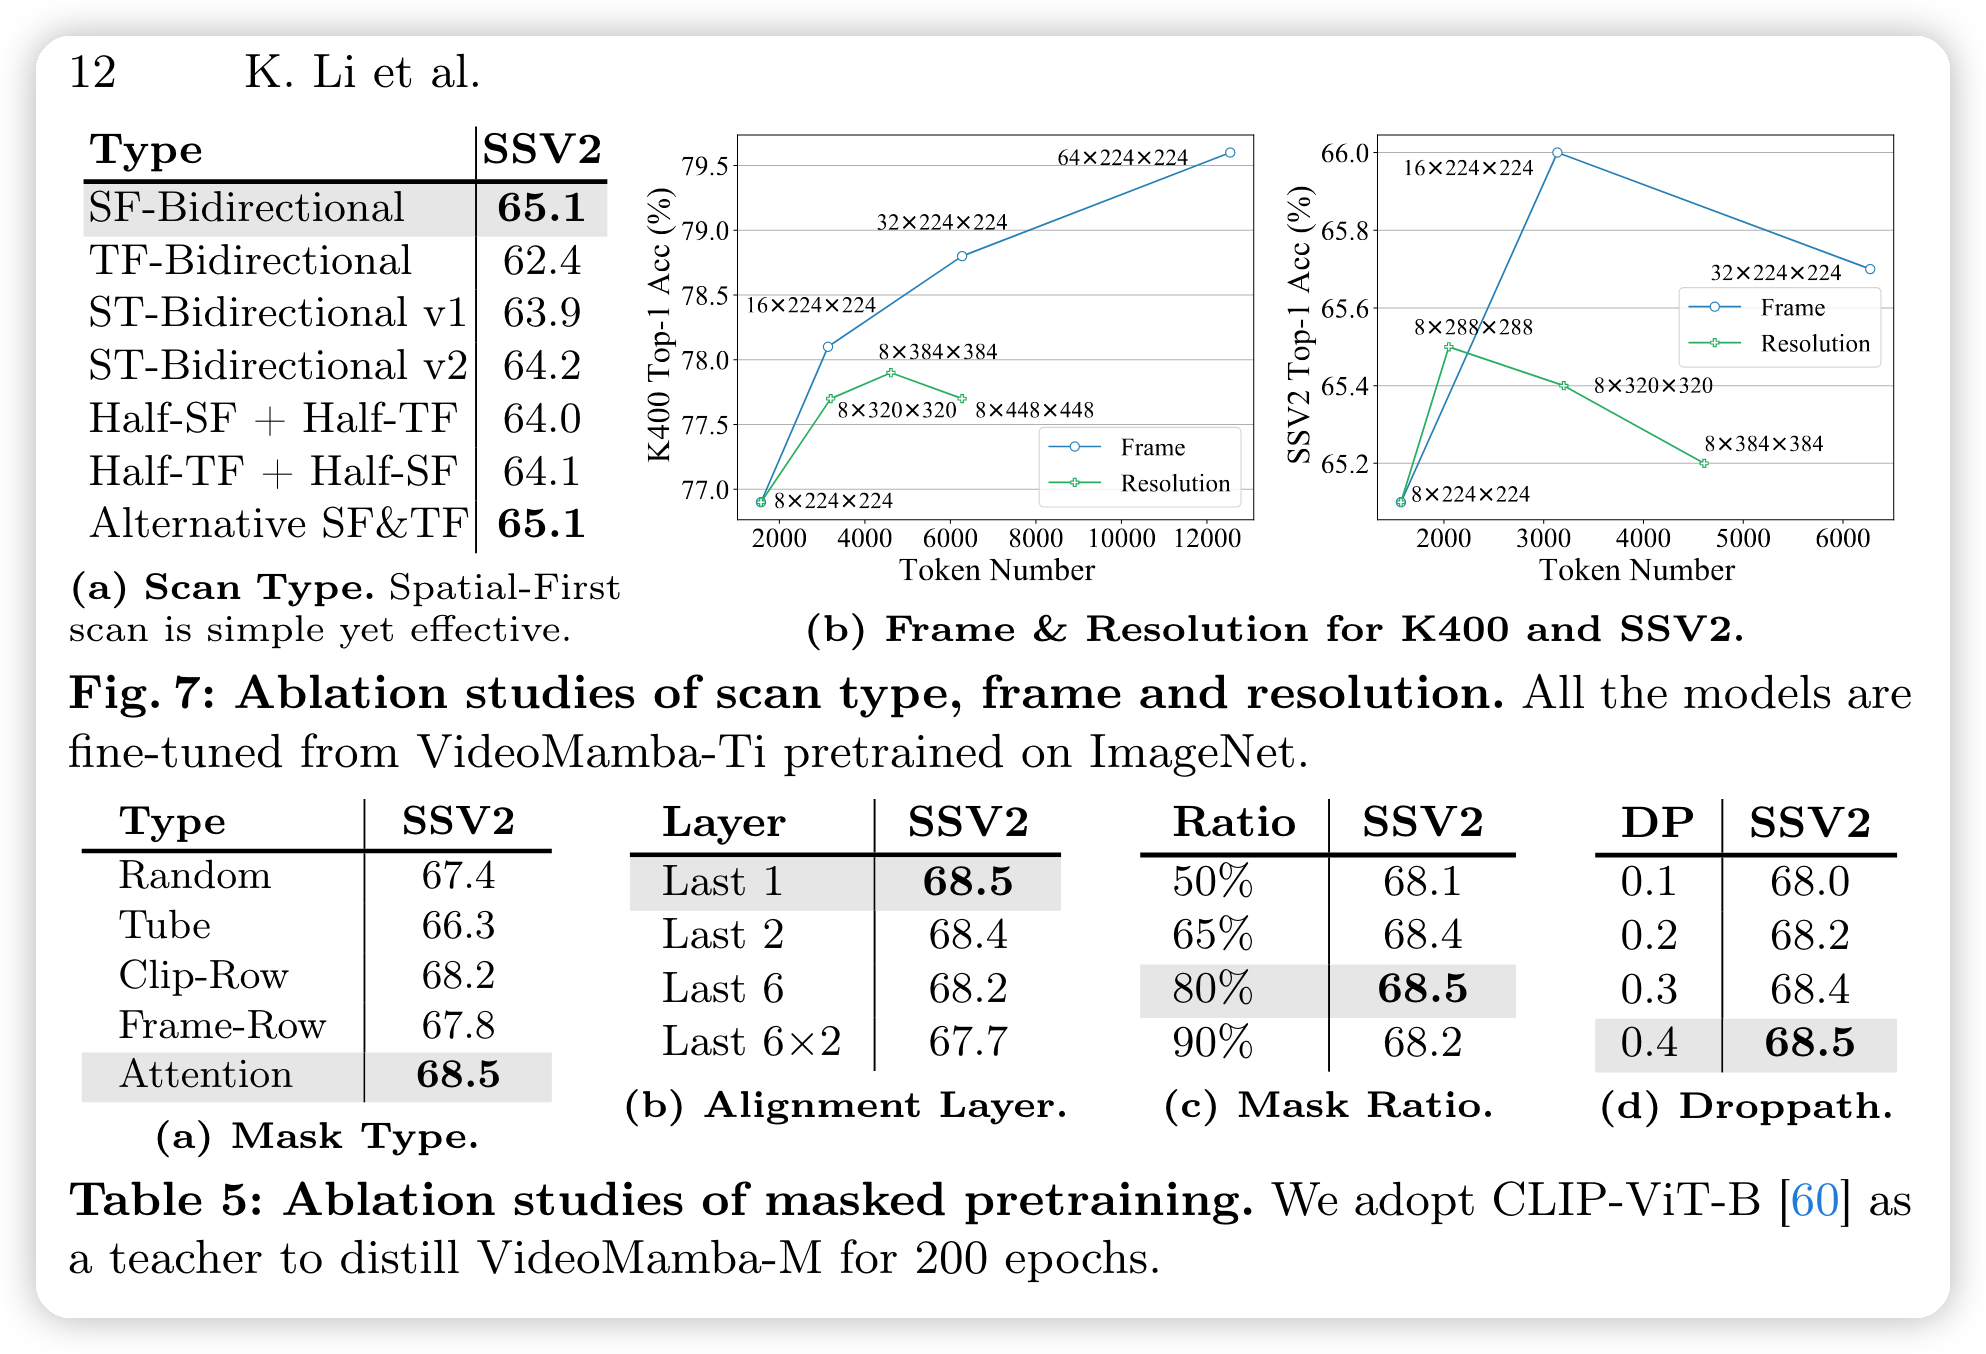 12 K. Li et al.
Type SSV2
SF-Bidirectional 65.1
TF-Bidirectional 62.4
ST-Bidirectional v1 63.9
ST-Bidirectional v2 64.2
Half-SF + Half-TF 64.0
Half-TF + Half-SF 64.1
Alternative SF&TF 65.1
(a) Scan Type. Spatial-First
scan is simple yet effective.
K400 Top-1 Acc (%)
79.5
79.0
78.5
78.0
77.5
77.0
64×224×224
32×224×224
16×224×224
8×384×384
8×320×320 8×448×448
8×224×224
Frame
Resolution
2000 4000 6000 8000 10000 12000
Token Number
SSV2 Top-1 Acc (%)
66.0
65.8
65.6
65.4
65.2
16×224×224
32×224×224
8×288×288
8×320×320
8×384×384
8×224×224
Frame
Resolution
2000 3000 4000 5000 6000
Token Number
(b) Frame & Resolution for K400 and SSV2.
Fig. 7: Ablation studies of scan type, frame and resolution. All the models are
fine-tuned from VideoMamba-Ti pretrained on ImageNet.
Type SSV2
Random 67.4
Tube 66.3
Clip-Row 68.2
Frame-Row 67.8
Attention 68.5
(a) Mask Type.
Layer SSV2
Last 1 68.5
Last 2 68.4
Last 6 68.2
Last 6×2 67.7
(b) Alignment Layer.
Ratio SSV2
50% 68.1
65% 68.4
80% 68.5
90% 68.2
(c) Mask Ratio.
DP SSV2
0.1 68.0
0.2 68.2
0.3 68.4
0.4 68.5
(d) Droppath.
Table 5: Ablation studies of masked pretraining. We adopt CLIP-ViT-B [60] as
a teacher to distill VideoMamba-M for 200 epochs.